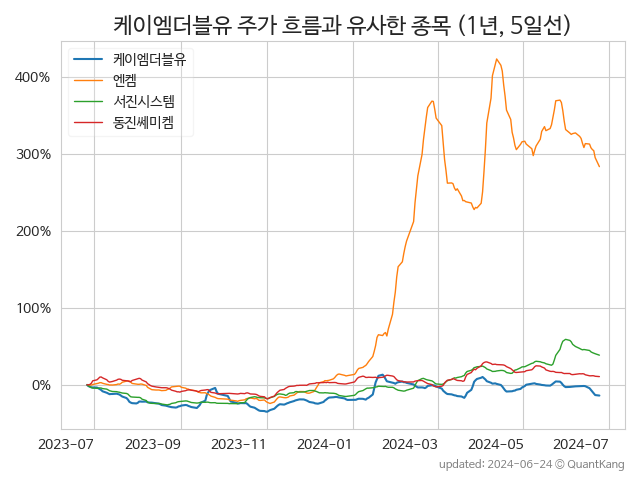 케이엠더블유 주가 흐름과 유사한 종목 (1년, 5일선)
케이엠더블유
엔켐
서진시스템
동진쎄미켐
400%
300%
200%
100%
0%
2023-07 2023-09 2023-11 2024-01 2024-03 2024-05 2024-07
updated: 2024-06-24 © QuantKang